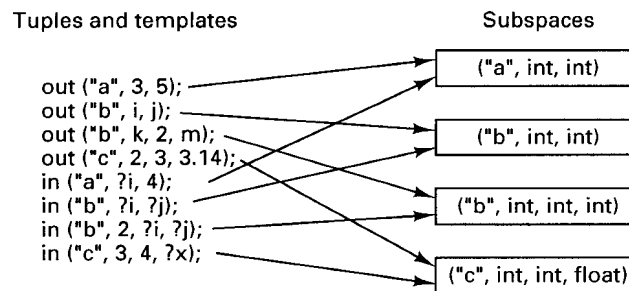 Tuples and templates
Subspaces
out ("a", 3, 5);
out ("b", i, j);
out ("b", k, 2, m);
out ("c", 2, 3, 3.14);
in ("a", ?i, 4);
in ("b", ?i, ?j);
in ("b", 2, ?i, ?j);
in ("c", 3, 4, ?x);
("a", int, int)
("b", int, int)
("b", int, int, int)
("c", int, int, float)